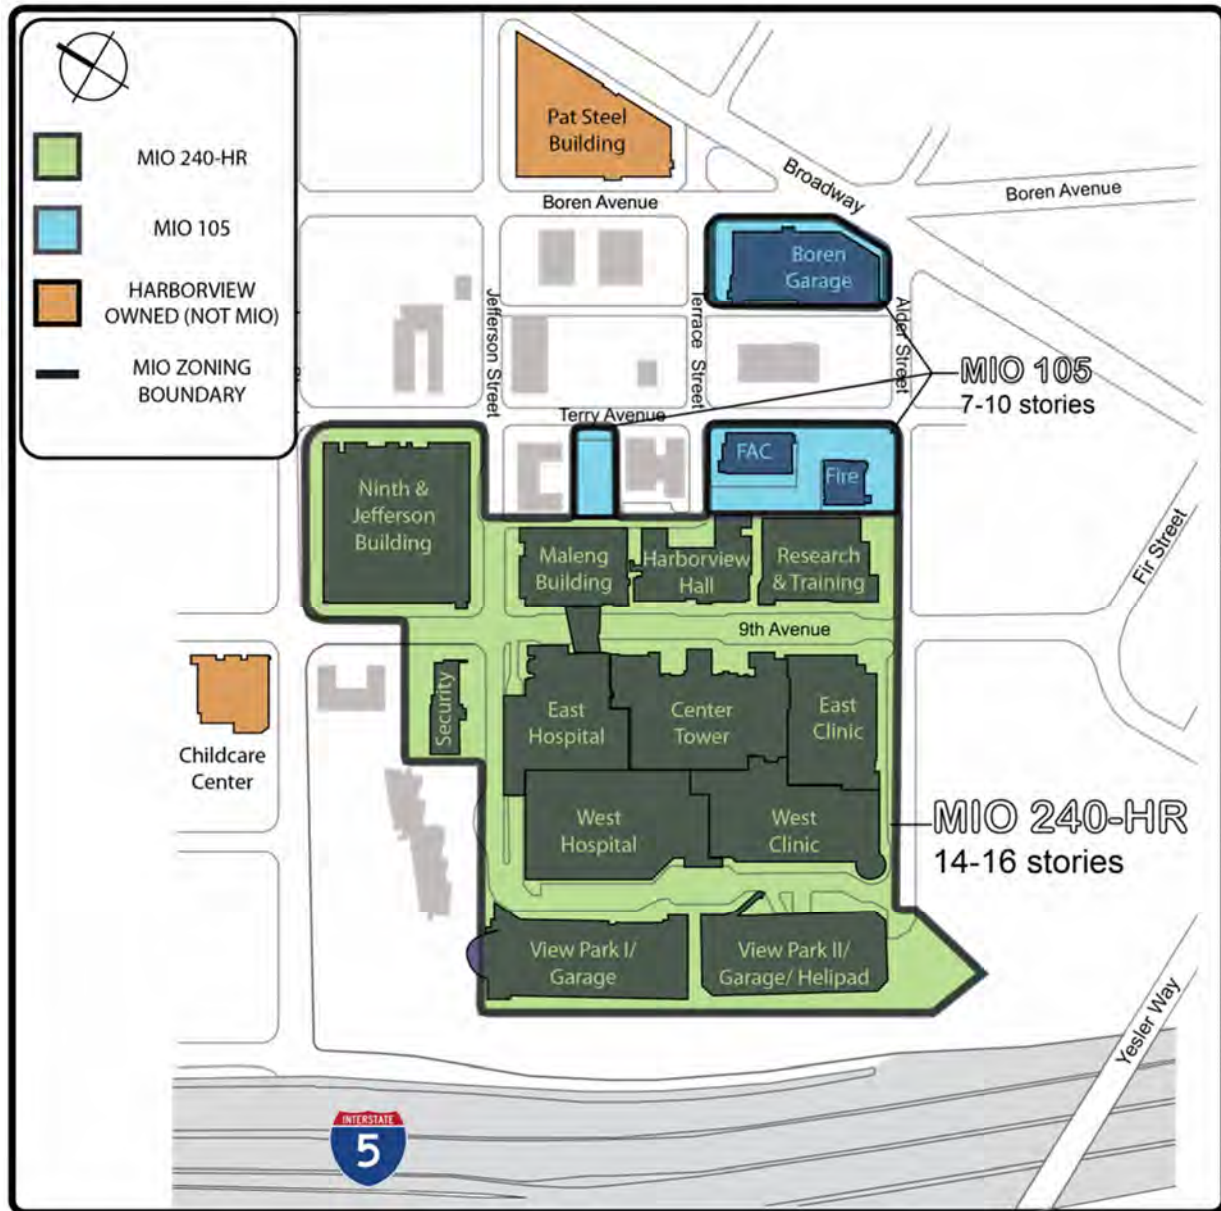 MIO 240-HR
MIO 105
HARBORVIEW
OWNED (NOT MIO)
MIO ZONING
BOUNDARY
Pat Steel
Building
Broadway
Boren Avenue
Boren Avenue
Boren
Garage
Jefferson Street
Terrace Street
Alder Street
MIO 105
7-10 stories
Terry Avenue
FAC
Fire
Ninth &
Jefferson
Building
Maleng
Building
Harborview
Hall
Research
& Training
Fir Street
9th Avenue
Security
East
Hospital
Center
Tower
East
Clinic
Childcare
Center
West
Hospital
West
Clinic
MIO 240-HR
14-16 stories
View Park I/
Garage
View Park II/
Garage/ Helipad
Yesler Way
INTERSTATE
5